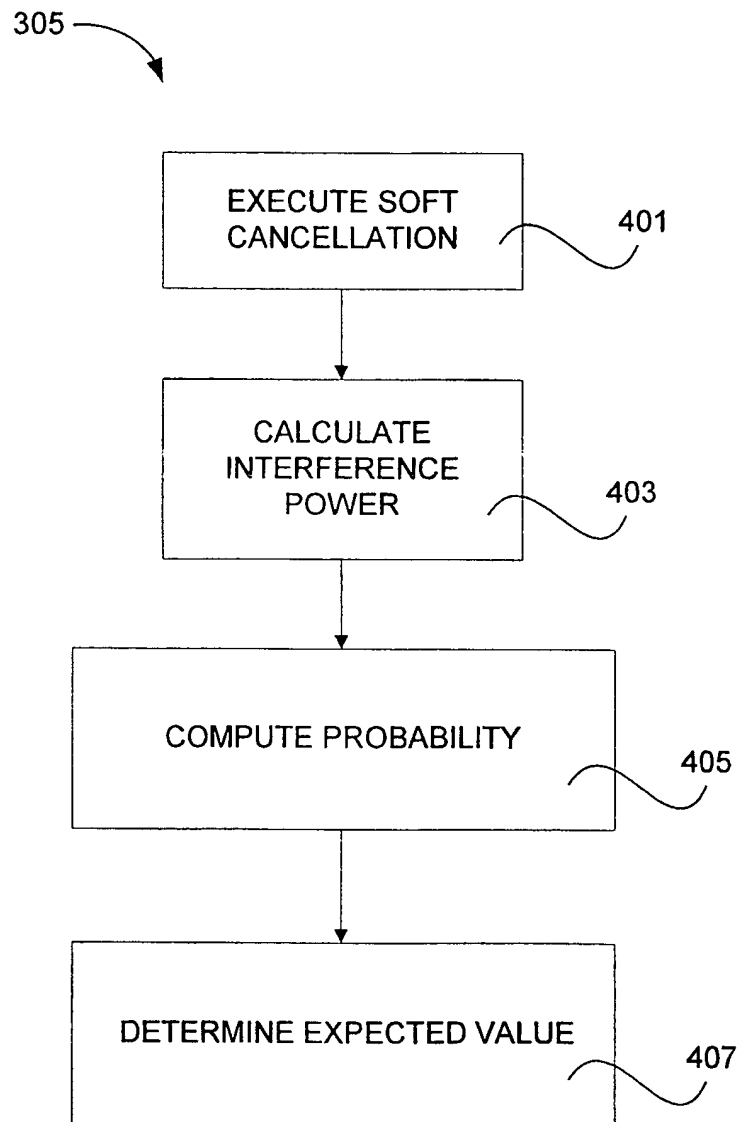 305
EXECUTE SOFT
CANCELLATION
401
CALCULATE
INTERFERENCE
POWER
403
COMPUTE PROBABILITY
405
DETERMINE EXPECTED VALUE
407